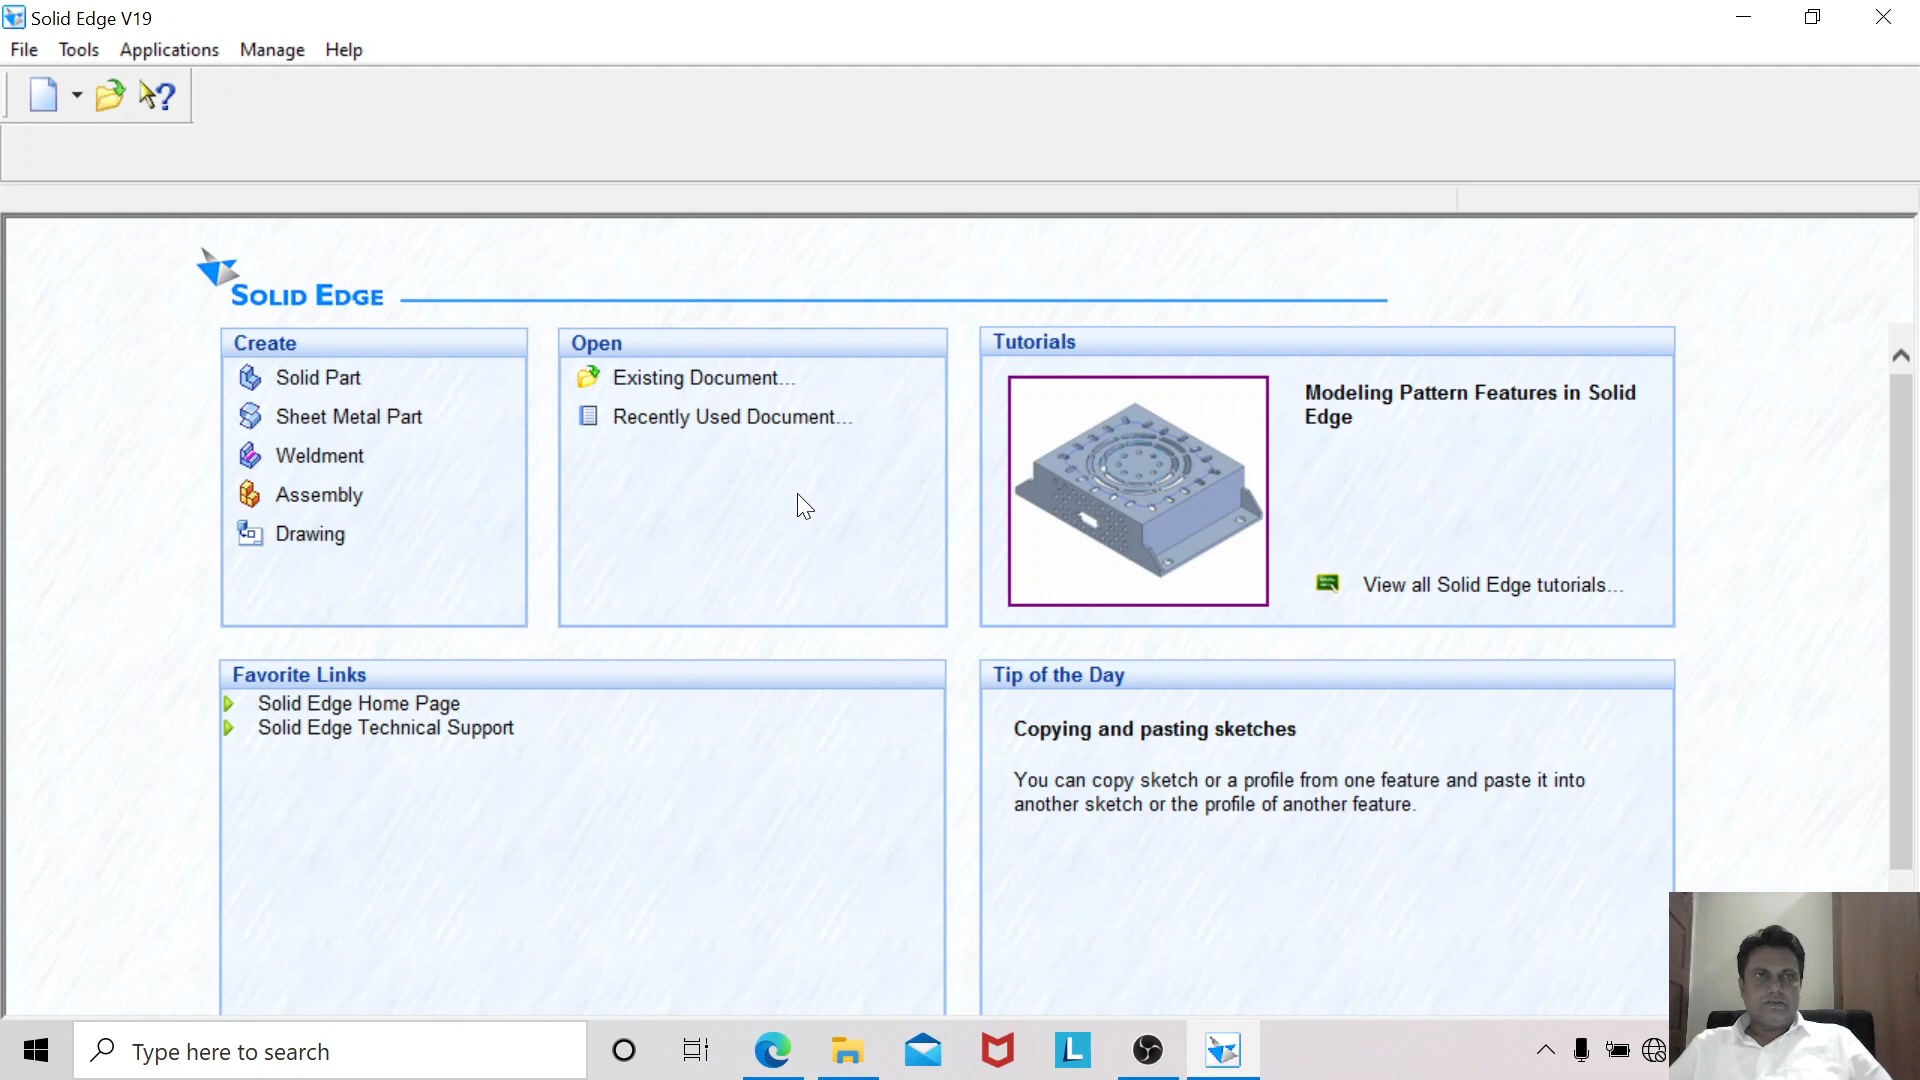 Solid Edge V19
File Tools Applications Manage Help
SOLID EDGE
Create
Solid Part
Sheet Metal Part
Weldment
Assembly
Drawing
Open
Existing Document...
Recently Used Document...
Tutorials
Modeling Pattern Features in Solid
Edge
View all Solid Edge tutorials...
Favorite Links
Solid Edge Home Page
Solid Edge Technical Support
Tip of the Day
Copying and pasting sketches
You can copy sketch or a profile from one feature and paste it into
another sketch or the profile of another feature.
Type here to search
L